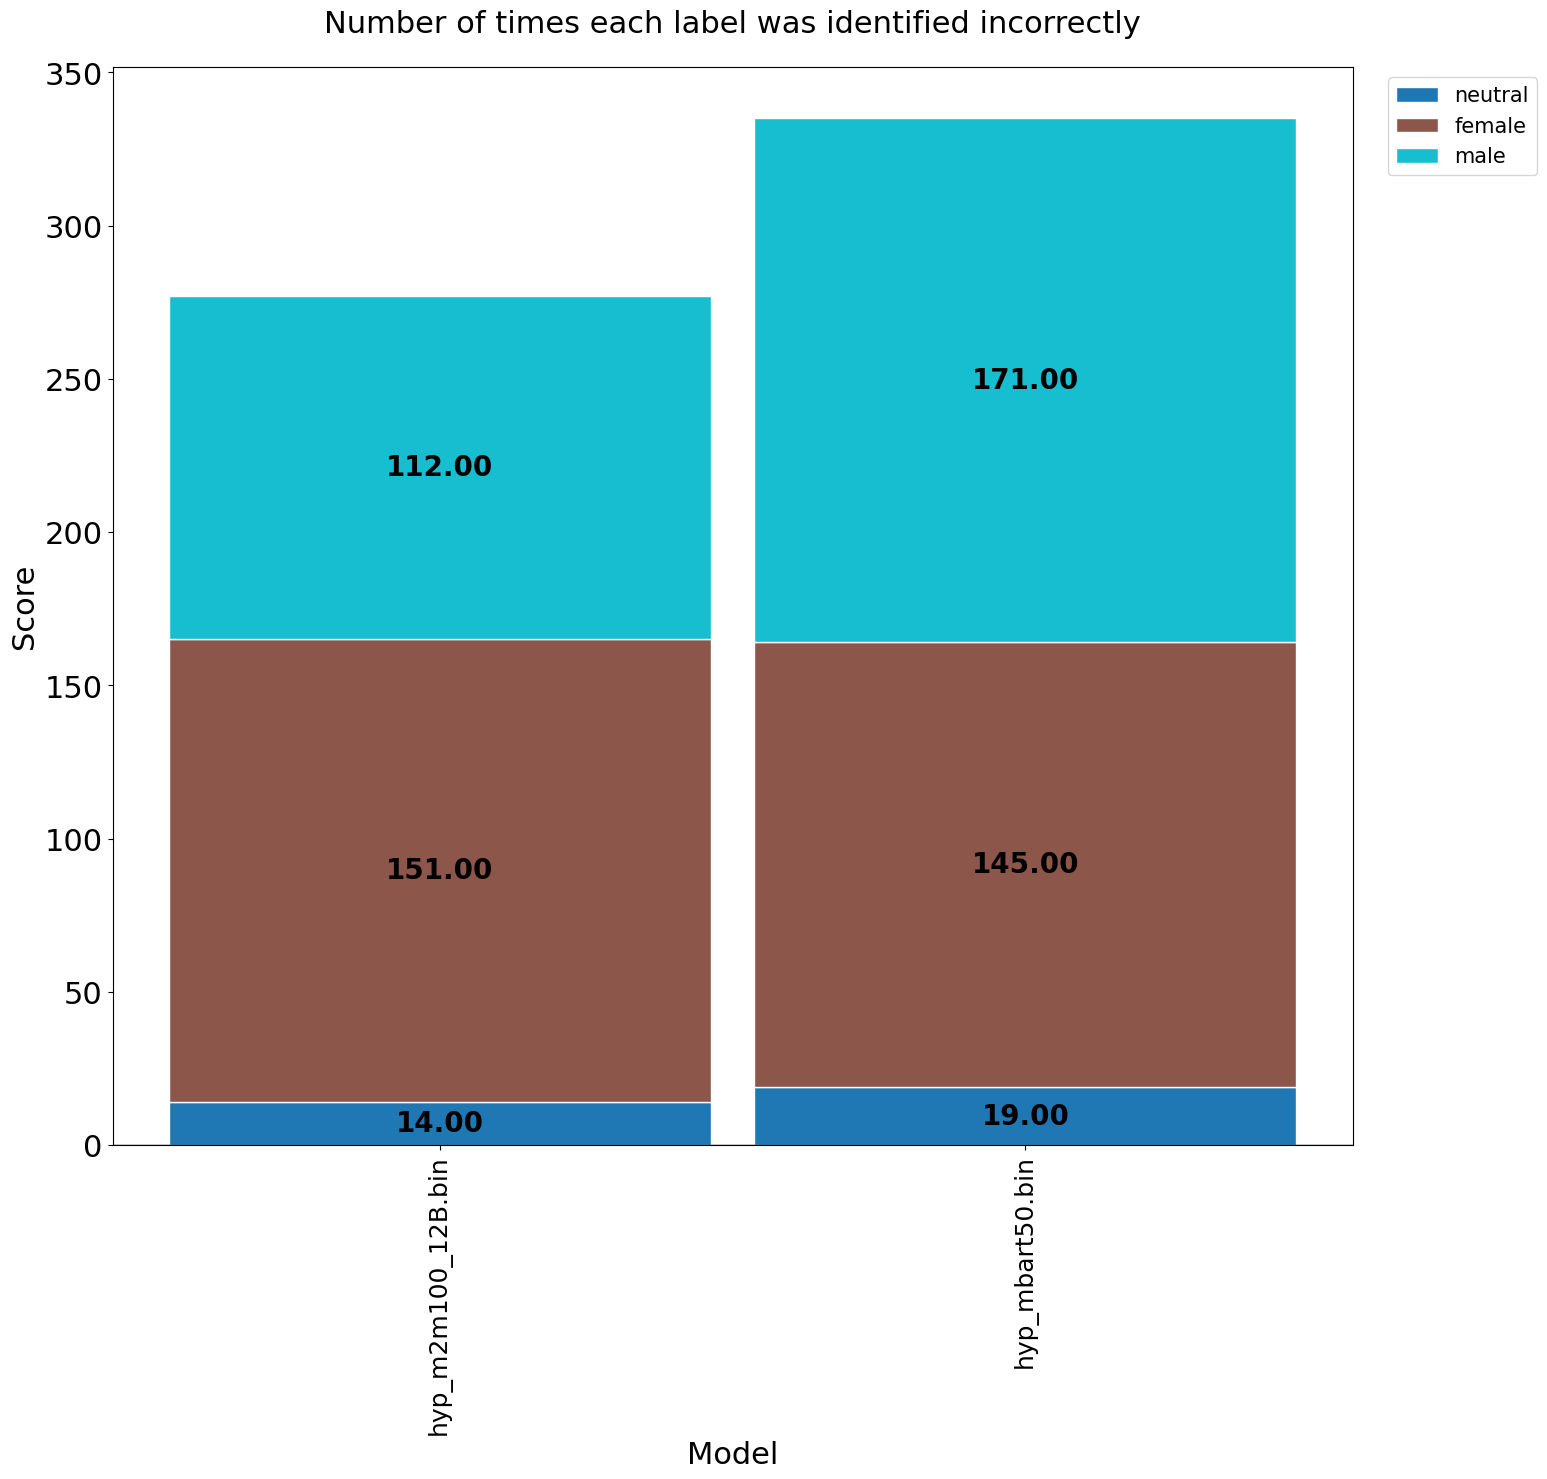 Number of times each label was identified incorrectly
neutral
female
male
Score
350
300
250
200
150
100
50
0
112.00
151.00
14.00
171.00
145.00
19.00
hyp_m2m100_12B.bin
hyp_mbart50.bin
Model